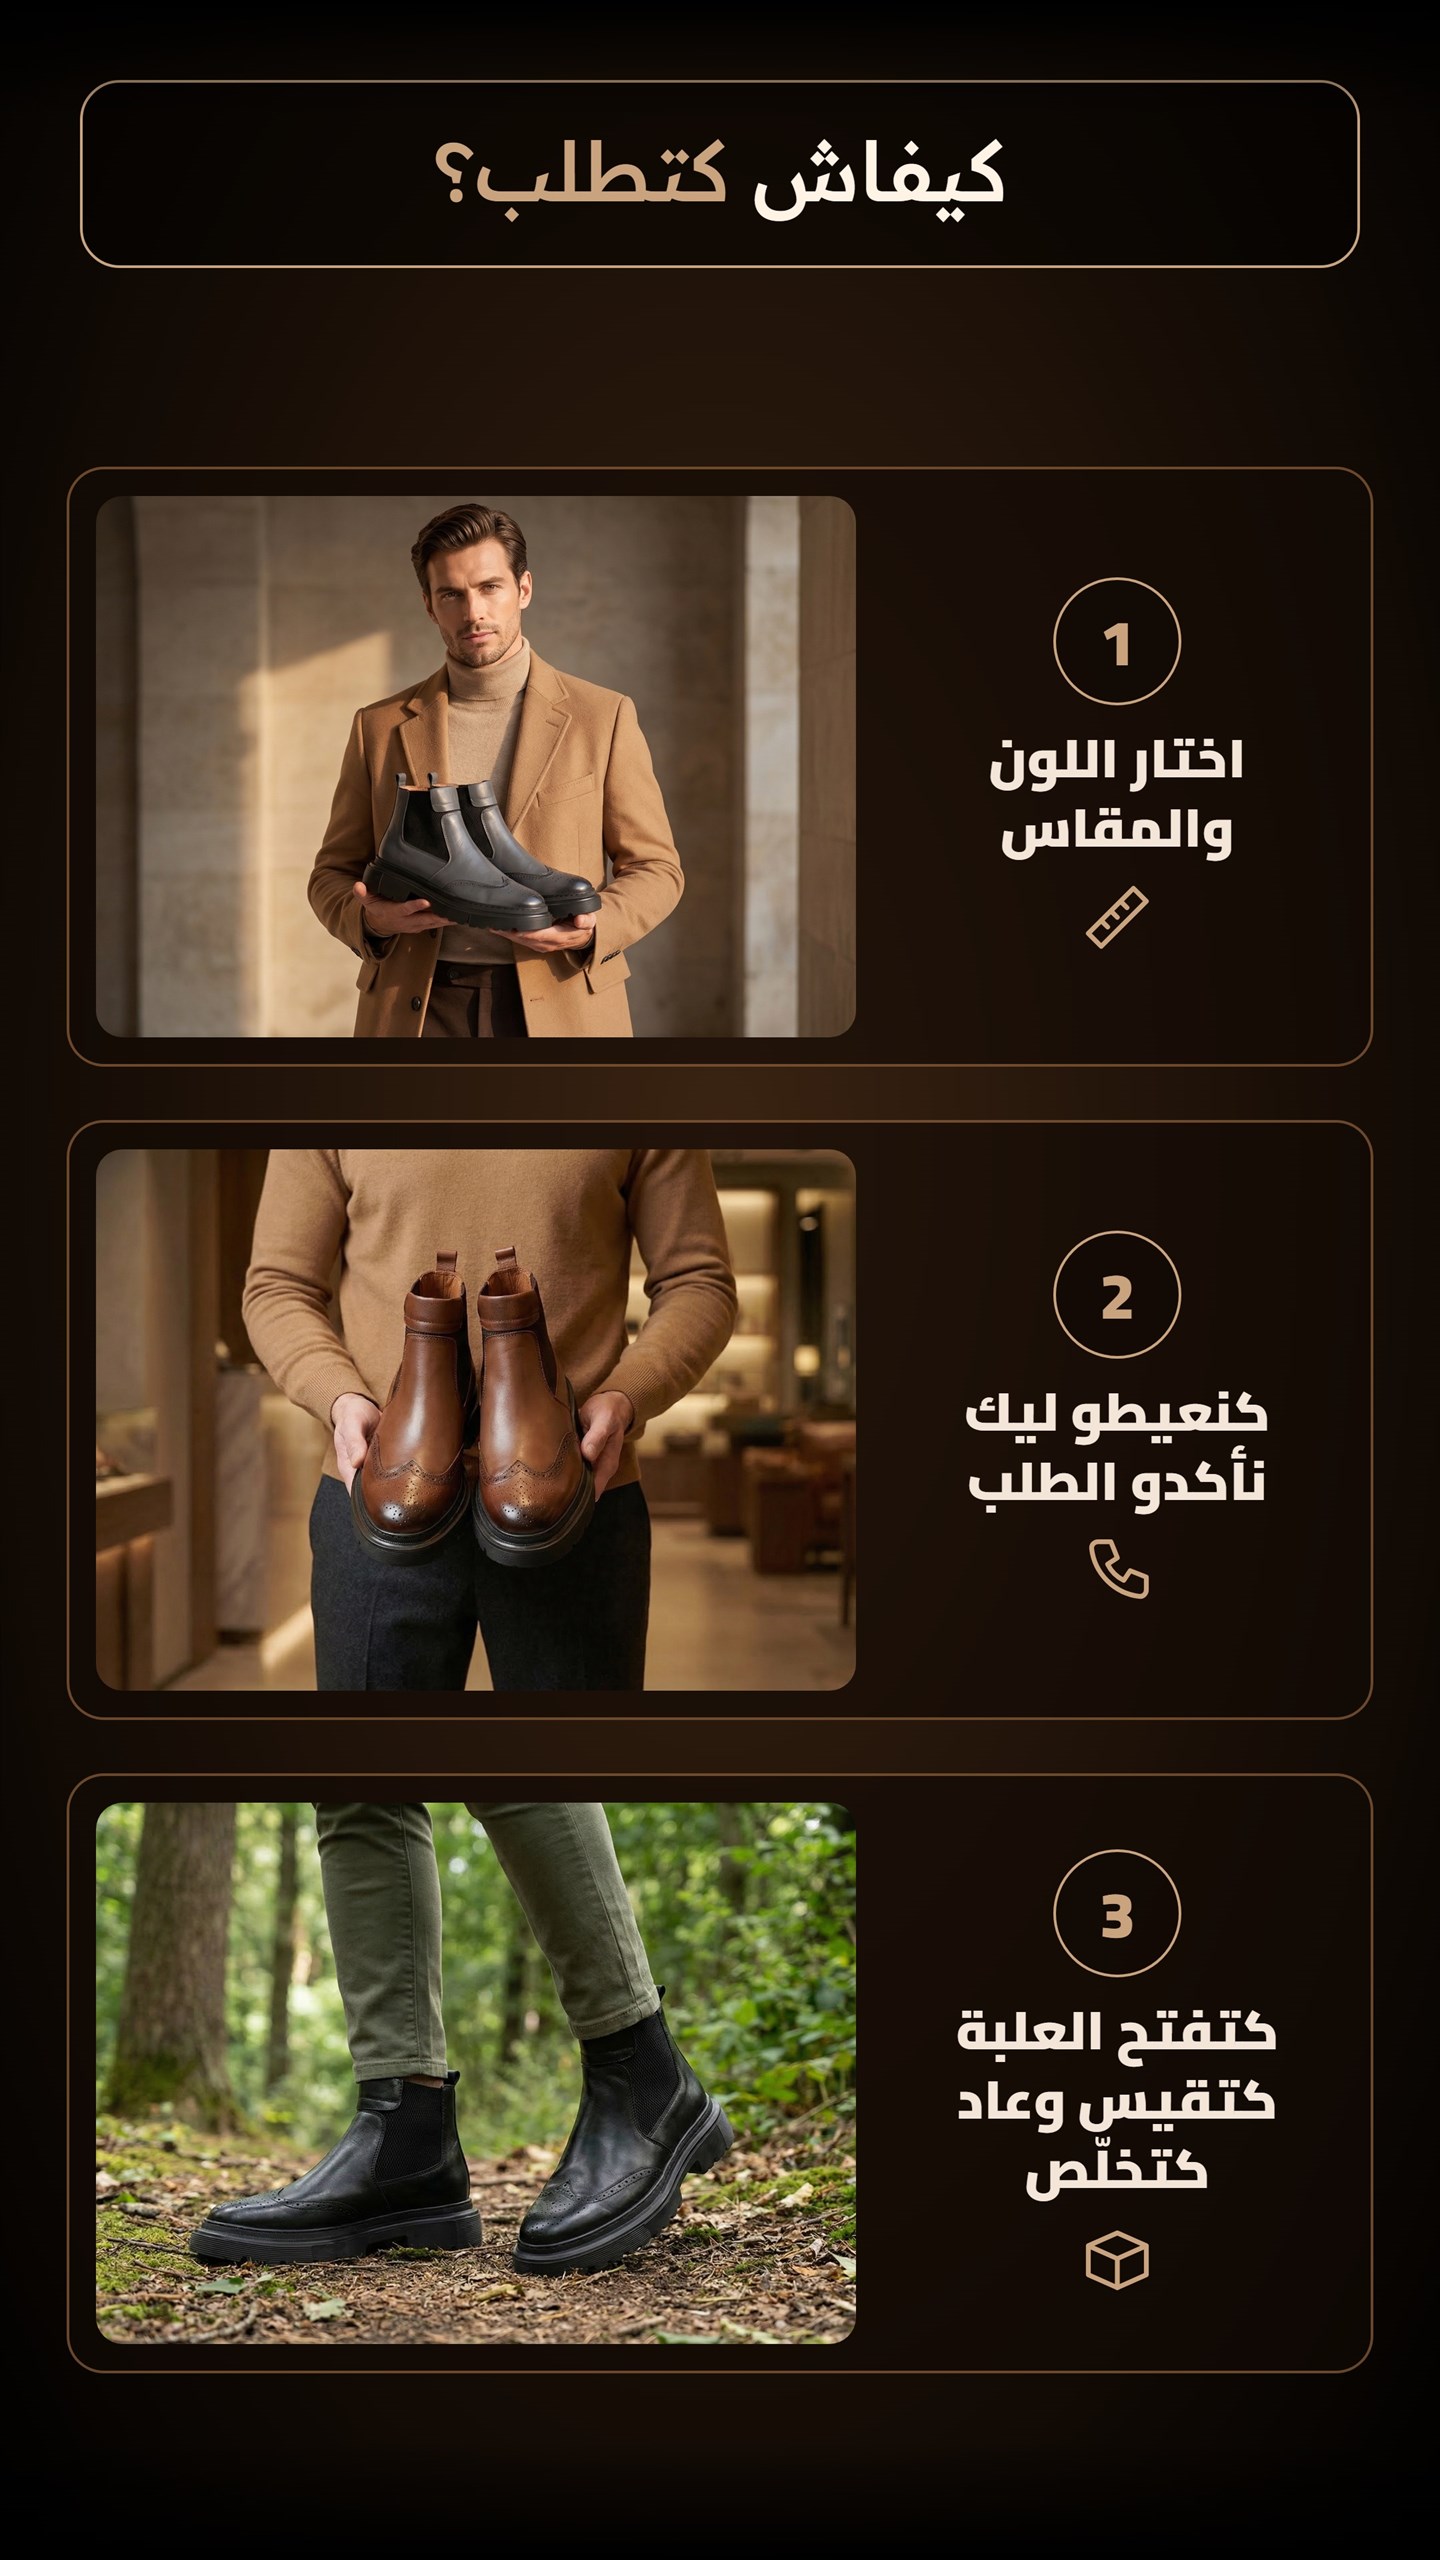 كيفاش كتطلب؟
1
اختار اللون
والمقاس
2
كنعيطو ليك
نأكدو الطلب
3
كتفتح العلبة
كتقيس وعاد
كتخلّص